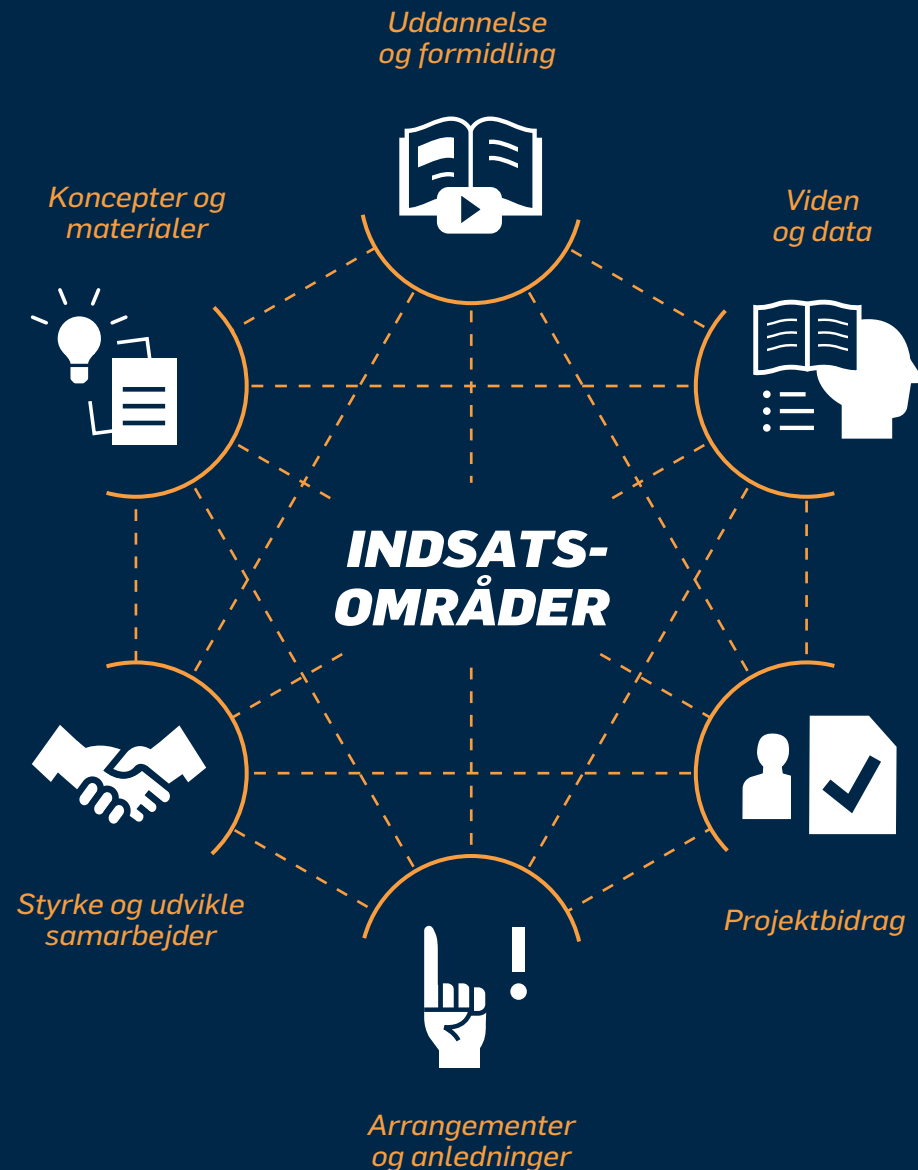 Uddannelse
og formidling
Koncepter og
materialer
Viden
og data
INDSATS-
OMRÅDER
Styrke og udvikle
samarbejder
Projektbidrag
Arrangementer
og anledninger